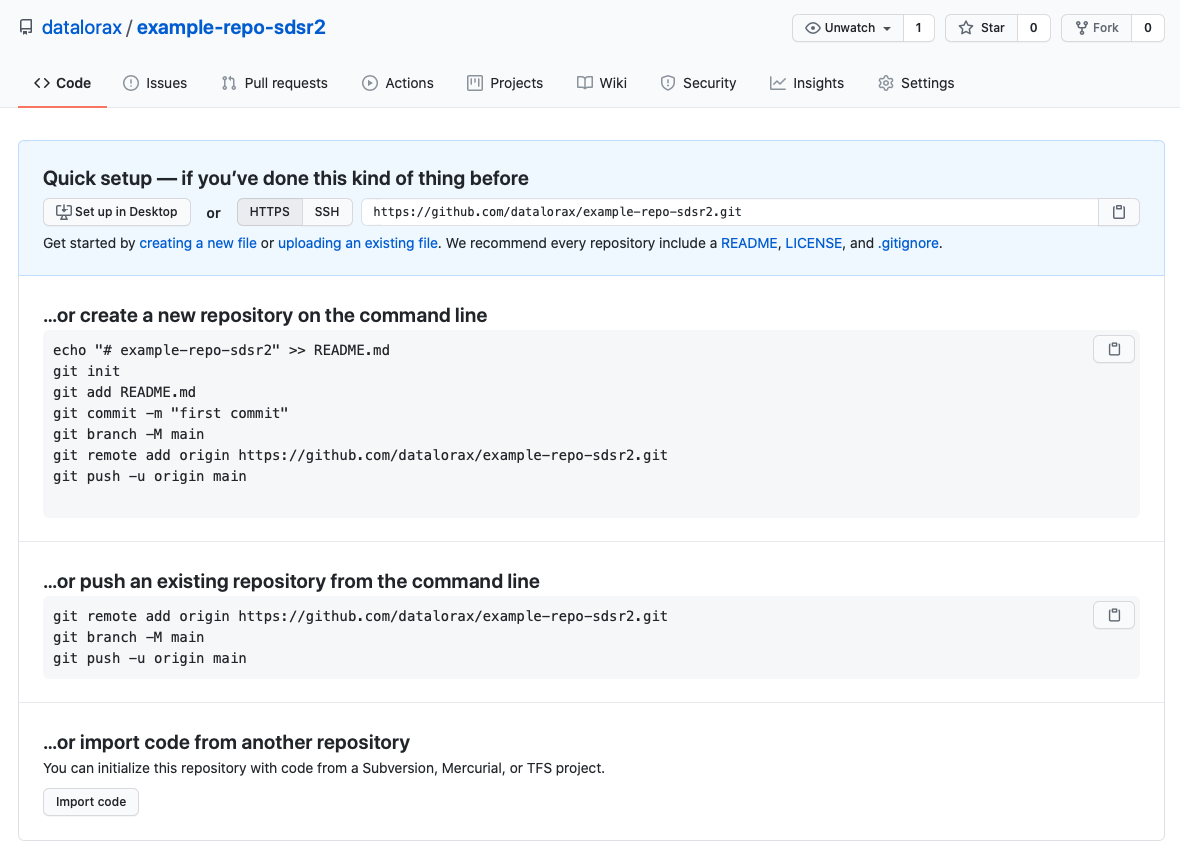 datalorax / example-repo-sdsr2
Unwatch 1 Star 0 Fork 0
Code Issues Pull requests Actions Projects Wiki Security Insights Settings
Quick setup — if you’ve done this kind of thing before
Set up in Desktop or HTTPS SSH https://github.com/datalorax/example-repo-sdsr2.git
Get started by creating a new file or uploading an existing file. We recommend every repository include a README, LICENSE, and .gitignore.
…or create a new repository on the command line
echo "# example-repo-sdsr2" >> README.md
git init
git add README.md
git commit -m "first commit"
git branch -M main
git remote add origin https://github.com/datalorax/example-repo-sdsr2.git
git push -u origin main
…or push an existing repository from the command line
git remote add origin https://github.com/datalorax/example-repo-sdsr2.git
git branch -M main
git push -u origin main
…or import code from another repository
You can initialize this repository with code from a Subversion, Mercurial, or TFS project.
Import code